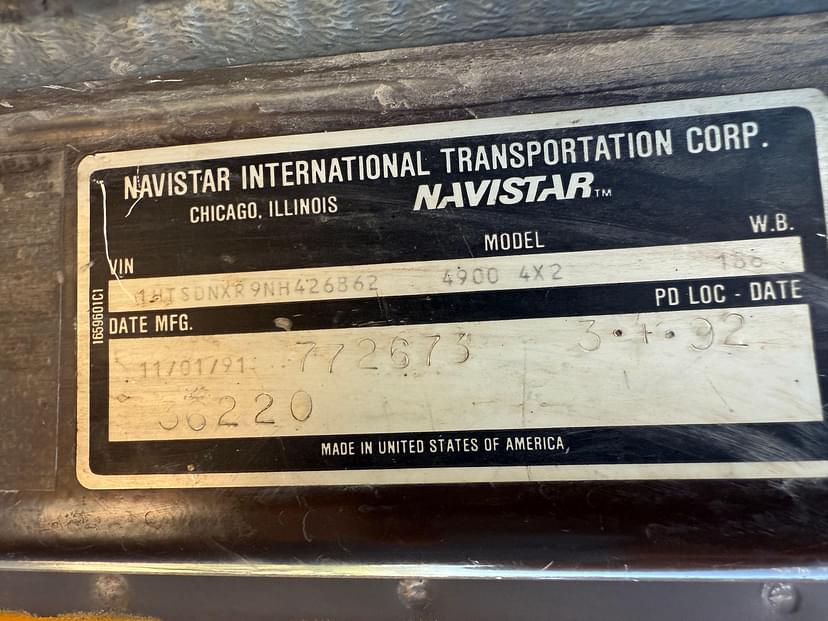 NAVISTAR INTERNATIONAL TRANSPORTATION CORP.
CHICAGO, ILLINOIS NAVISTAR™
VIN MODEL W.B.
1HTSDNXR9NH426862 4900 4X2
DATE MFG. PD LOC - DATE
11/01/91 772673 3·4·92
36220
MADE IN UNITED STATES OF AMERICA,
1659601C1